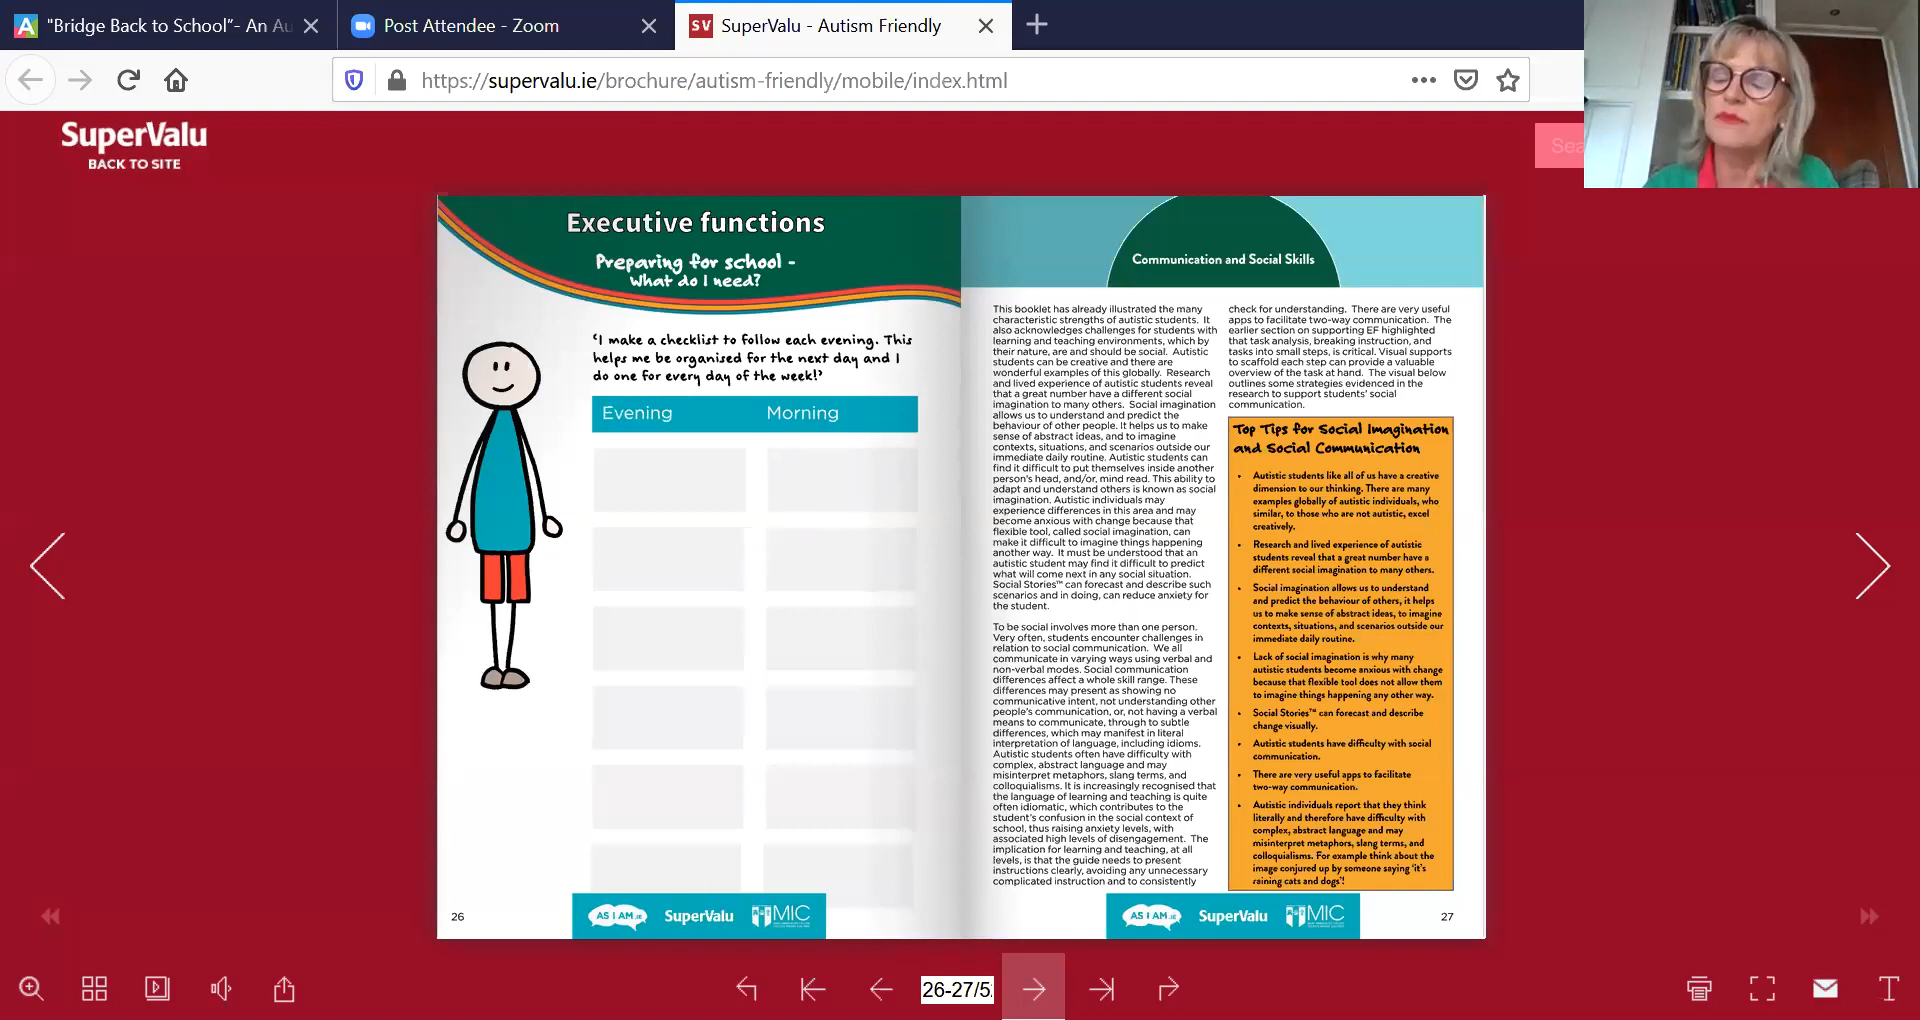 "Bridge Back to School"- An Au
Post Attendee - Zoom
SV
SuperValu - Autism Friendly
https://supervalu.ie/brochure/autism-friendly/mobile/index.html
SuperValu
BACK TO SITE
Sea
Executive functions
Preparing for school -
What do I need?
'I make a checklist to follow each evening. This
helps me be organised for the next day and I
do one for every day of the week!'
Evening Morning
26
AS I AM.IE SuperValu MIC
Communication and Social Skills
This booklet has already illustrated the many
characteristic strengths of autistic students. It
also acknowledges challenges for students with
learning and teaching environments, which by
their nature, are and should be social. Autistic
students can be creative and there are
wonderful examples of this globally. Research
and lived experience of autistic students reveal
that a great number have a different social
imagination to many others. Social imagination
allows us to understand and predict the
behaviour of other people. It helps us to make
sense of abstract ideas, and to imagine
contexts, situations, and scenarios outside our
immediate daily routine. Autistic students can
find it difficult to put themselves inside another
person's head, and/or, mind read. This ability to
adapt and understand others is known as social
imagination. Autistic individuals may
experience differences in this area and may
become anxious with change because that
flexible tool, called social imagination, can
make it difficult to imagine things happening
another way. It must be understood that an
autistic student may find it difficult to predict
what will come next in any social situation.
Social Stories™ can forecast and describe such
scenarios and in doing, can reduce anxiety for
the student.
To be social involves more than one person.
Very often, students encounter challenges in
relation to social communication. We all
communicate in varying ways using verbal and
non-verbal modes. Social communication
differences affect a whole skill range. These
differences may present as showing no
communicative intent, not understanding other
people's communication, or, not having a verbal
means to communicate, through to subtle
differences, which may manifest in literal
interpretation of language, including idioms.
Autistic students often have difficulty with
complex, abstract language and may
misinterpret metaphors, slang terms, and
colloquialisms. It is increasingly recognised that
the language of learning and teaching is quite
often idiomatic, which contributes to the
student's confusion in the social context of
school, thus raising anxiety levels, with
associated high levels of disengagement. The
implication for learning and teaching, at all
levels, is that the guide needs to present
instructions clearly, avoiding any unnecessary
complicated instruction and to consistently
check for understanding. There are very useful
apps to facilitate two-way communication. The
earlier section on supporting EF highlighted
that task analysis, breaking instruction, and
tasks into small steps, is critical. Visual supports
to scaffold each step can provide a valuable
overview of the task at hand. The visual below
outlines some strategies evidenced in the
research to support students' social
communication.
Top Tips for Social Imagination
and Social Communication
• Autistic students like all of us have a creative
dimension to our thinking. There are many
examples globally of autistic individuals, who
similar, to those who are not autistic, excel
creatively.
• Research and lived experience of autistic
students reveal that a great number have a
different social imagination to many others.
• Social imagination allows us to understand
and predict the behaviour of others, it helps
us to make sense of abstract ideas, to imagine
contexts, situations, and scenarios outside our
immediate daily routine.
• Lack of social imagination is why many
autistic students become anxious with change
because that flexible tool does not allow them
to imagine things happening any other way.
• Social Stories™ can forecast and describe
change visually.
• Autistic students have difficulty with social
communication.
• There are very useful apps to facilitate
two-way communication.
• Autistic individuals report that they think
literally and therefore have difficulty with
complex, abstract language and may
misinterpret metaphors, slang terms, and
colloquialisms. For example think about the
image conjured up by someone saying 'it's
raining cats and dogs'!
AS I AM.IE SuperValu MIC
27
26-27/5